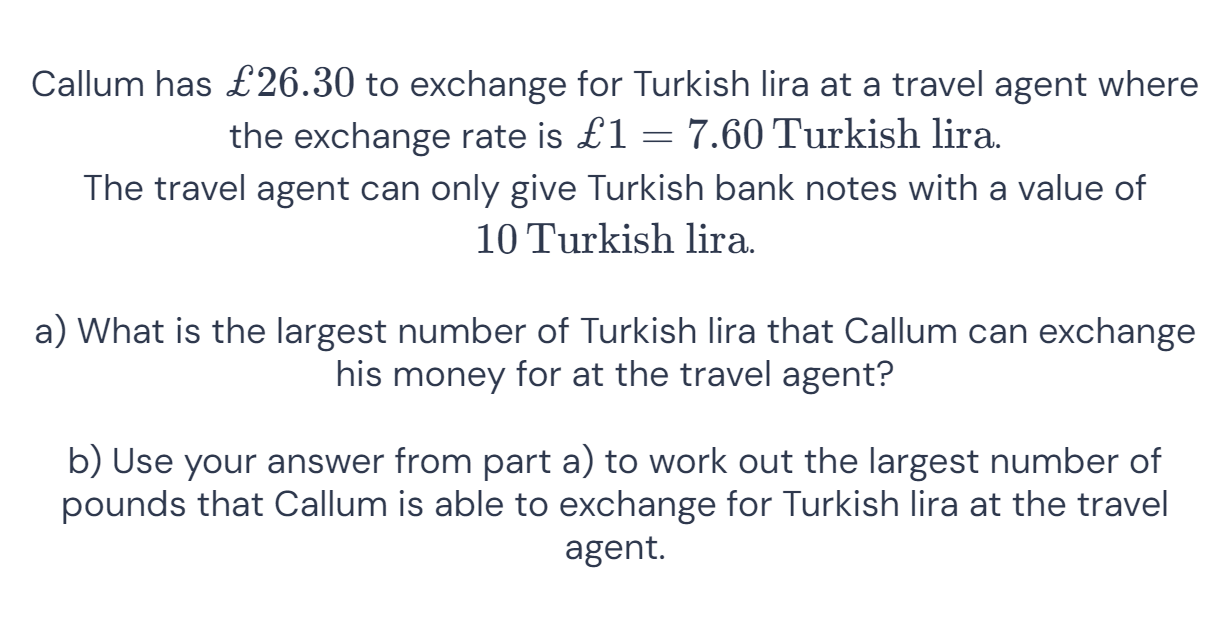 Callum has £26.30 to exchange for Turkish lira at a travel agent where
the exchange rate is £1 = 7.60 Turkish lira.
The travel agent can only give Turkish bank notes with a value of
10 Turkish lira.
a) What is the largest number of Turkish lira that Callum can exchange
his money for at the travel agent?
b) Use your answer from part a) to work out the largest number of
pounds that Callum is able to exchange for Turkish lira at the travel
agent.